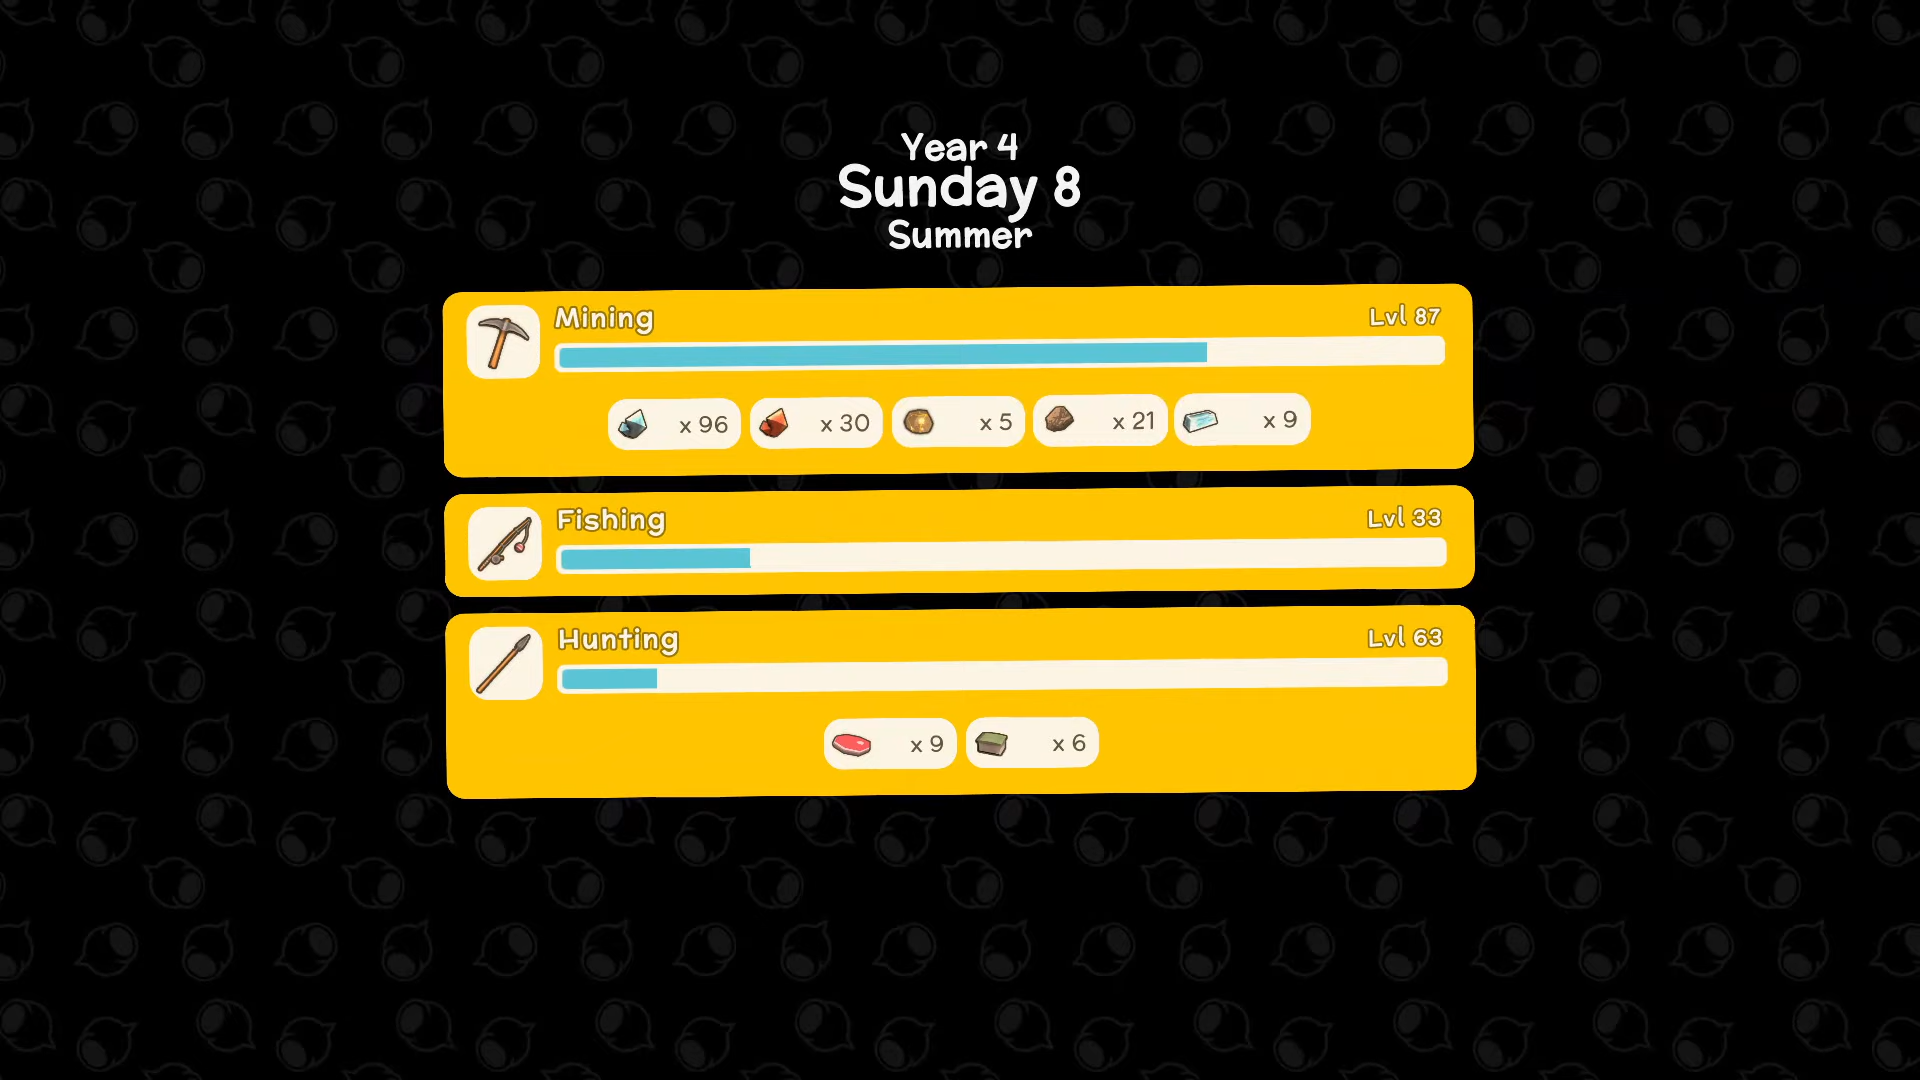 Year 4
Sunday 8
Summer
Mining Lvl 87
x 96 x 30 x 5 x 21 x 9
Fishing Lvl 33
Hunting Lvl 63
x 9 x 6